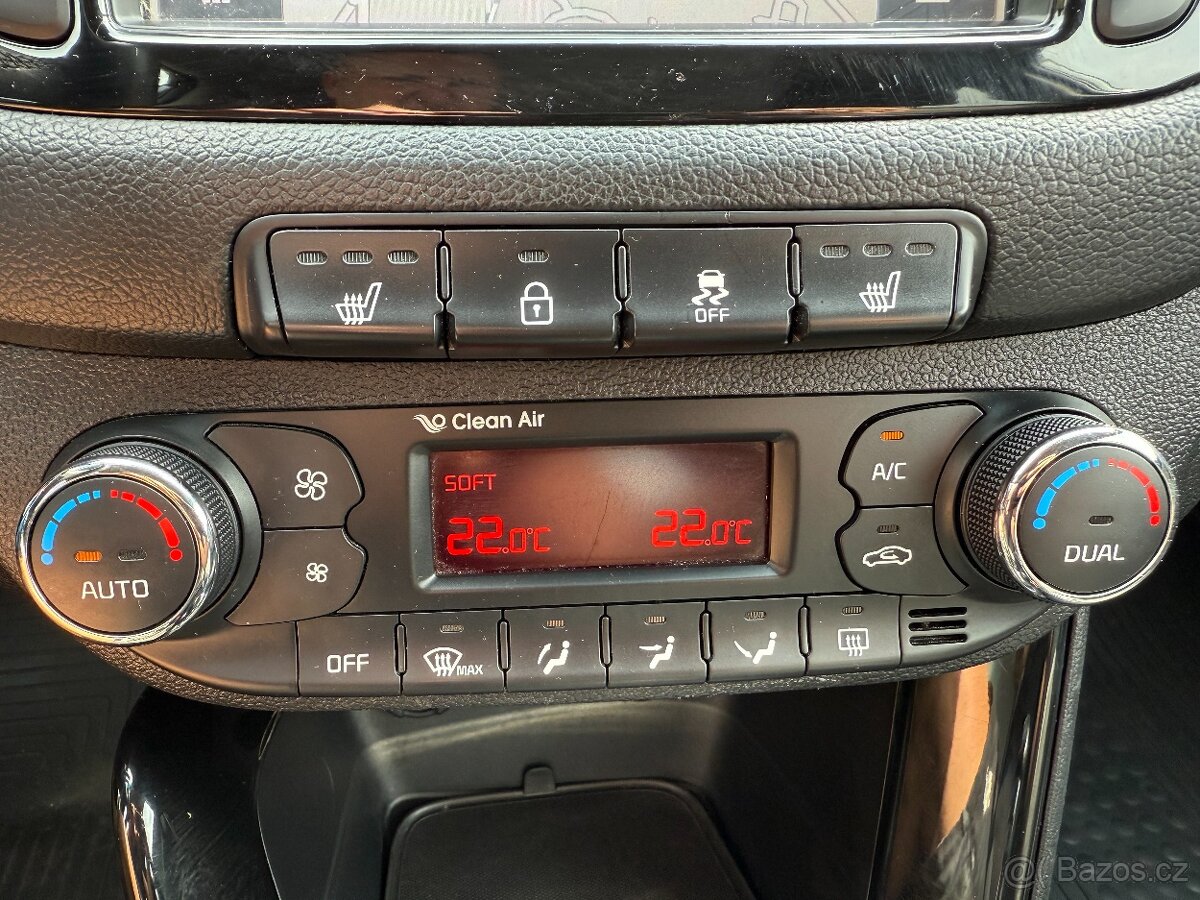 OFF
Clean Air
SOFT
22.0°C 22.0°C
A/C
AUTO
DUAL
OFF
MAX
Bazos.cz